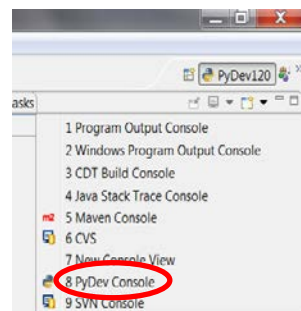 PyDev120
asks
1 Program Output Console
2 Windows Program Output Console
3 CDT Build Console
4 Java Stack Trace Console
m2 5 Maven Console
6 CVS
7 New Console View
8 PyDev Console
9 SVN Console